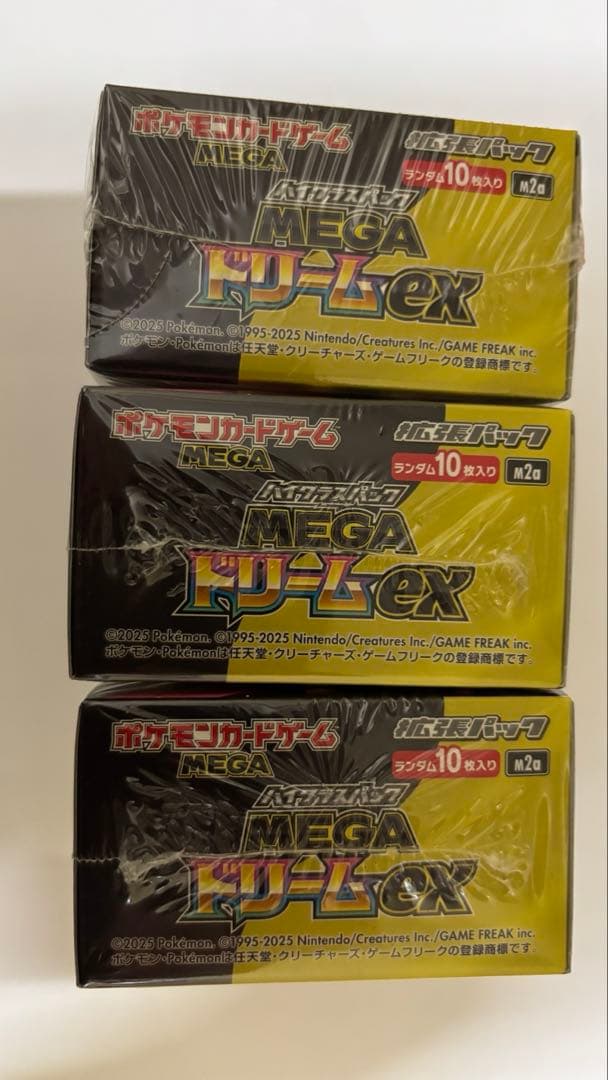 ポケモンカードゲーム
MEGA
拡張パック
ランダム10枚入り
M2a
ハイクラスパック
MEGA
ドリームex
©2025 Pokémon. ©1995-2025 Nintendo/Creatures Inc./GAME FREAK inc.
ポケモン・Pokémonは任天堂・クリーチャーズ・ゲームフリークの登録商標です。
ポケモンカードゲーム
MEGA
拡張パック
ランダム10枚入り
M2a
ハイクラスパック
MEGA
ドリームex
©2025 Pokémon. ©1995-2025 Nintendo/Creatures Inc./GAME FREAK inc.
ポケモン・Pokémonは任天堂・クリーチャーズ・ゲームフリークの登録商標です。
ポケモンカードゲーム
MEGA
拡張パック
ランダム10枚入り
M2a
ハイクラスパック
MEGA
ドリームex
©2025 Pokémon. ©1995-2025 Nintendo/Creatures Inc./GAME FREAK inc.
ポケモン・Pokémonは任天堂・クリーチャーズ・ゲームフリークの登録商標です。